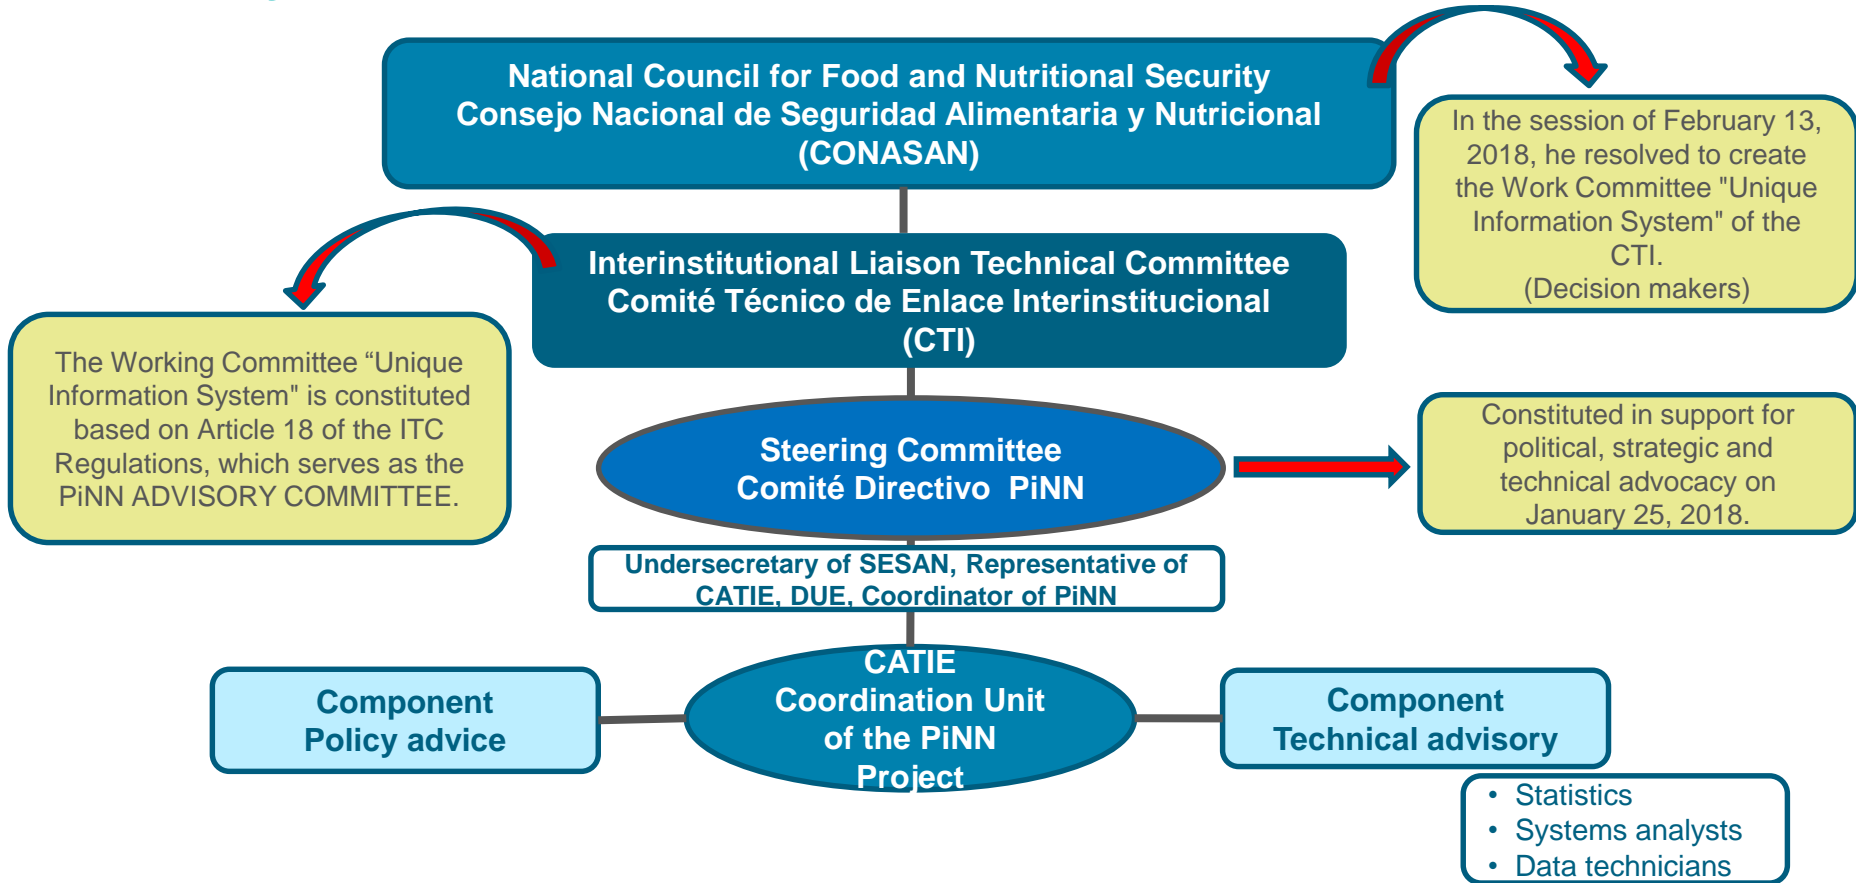 National Council for Food and Nutritional Security
Consejo Nacional de Seguridad Alimentaria y Nutricional
(CONASAN)
In the session of February 13,
2018, he resolved to create
the Work Committee "Unique
Information System" of the
CTI.
(Decision makers)
Interinstitutional Liaison Technical Committee
Comité Técnico de Enlace Interinstitucional
(CTI)
The Working Committee “Unique
Information System" is constituted
based on Article 18 of the ITC
Regulations, which serves as the
PiNN ADVISORY COMMITTEE.
Steering Committee
Comité Directivo PiNN
Constituted in support for
political, strategic and
technical advocacy on
January 25, 2018.
Undersecretary of SESAN, Representative of
CATIE, DUE, Coordinator of PiNN
CATIE
Coordination Unit
of the PiNN
Project
Component
Policy advice
Component
Technical advisory
• Statistics
• Systems analysts
• Data technicians